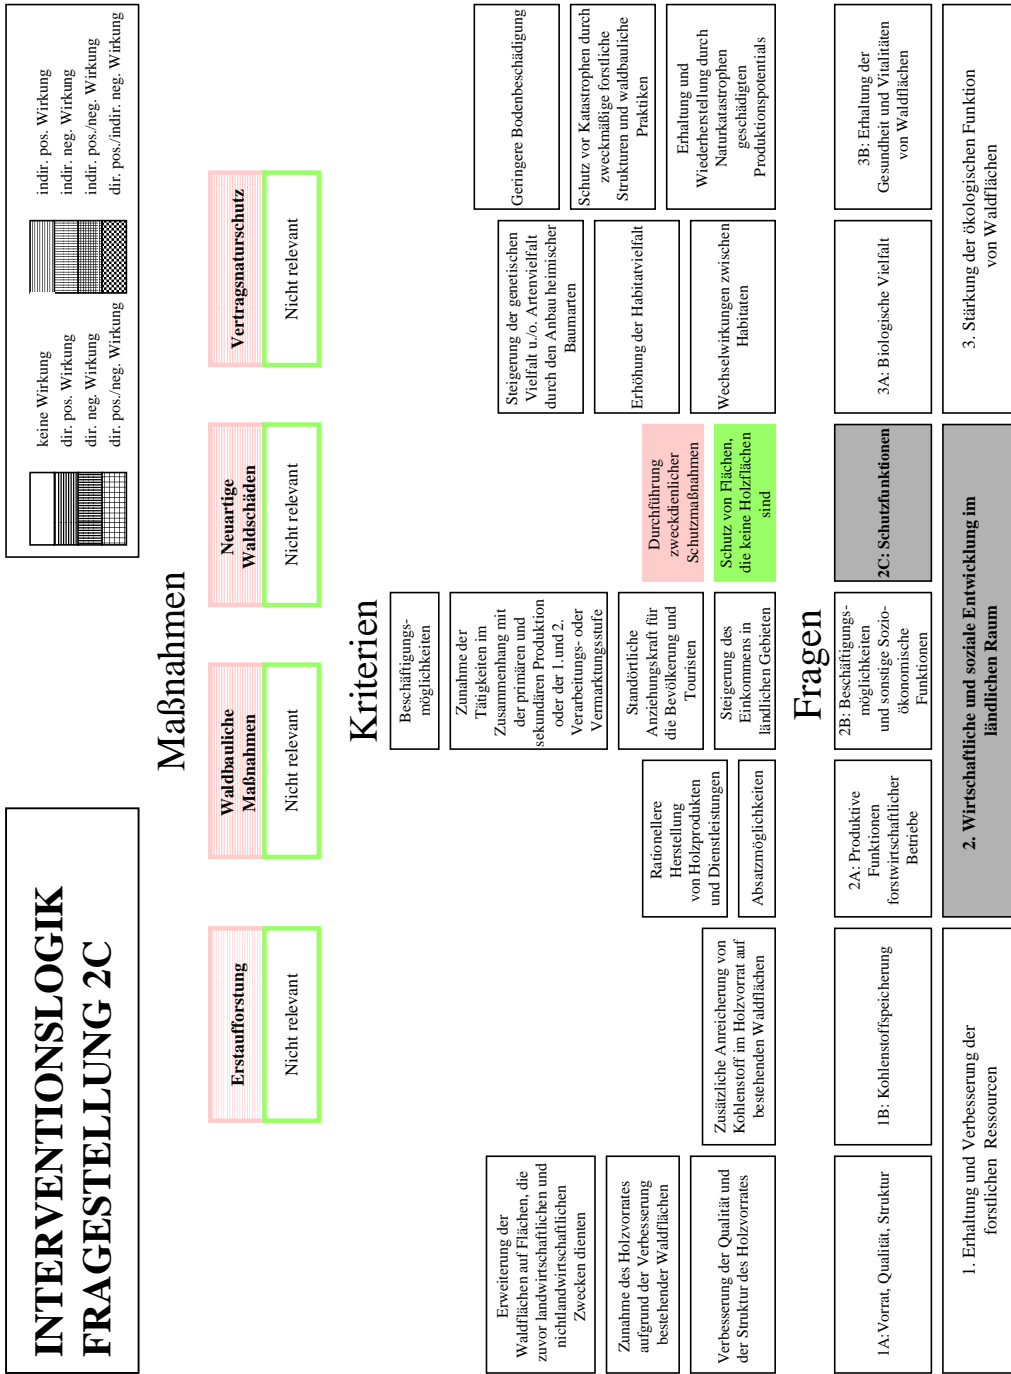 INTERVENTIONSLOGIK
FRAGESTELLUNG 2C
keine Wirkung
dir. pos. Wirkung
dir. neg. Wirkung
dir. pos./neg. Wirkung
indir. pos. Wirkung
indir. neg. Wirkung
indir. pos./neg. Wirkung
dir. pos./indir. neg. Wirkung
Maßnahmen
Erstaufforstung
Nicht relevant
Waldbauliche
Maßnahmen
Nicht relevant
Neuartige
Waldschäden
Nicht relevant
Vertragsnaturschutz
Nicht relevant
Kriterien
Erweiterung der
Waldflächen auf Flächen, die
zuvor landwirtschaftlichen und
nichtlandwirtschaftlichen
Zwecken dienten
Zunahme des Holzvorrates
aufgrund der Verbesserung
bestehender Waldflächen
Verbesserung der Qualität und
der Struktur des Holzvorrates
Zusätzliche Anreicherung von
Kohlenstoff im Holzvorrat auf
bestehenden Waldflächen
Rationellere
Herstellung
von Holzprodukten
und Dienstleistungen
Absatzmöglichkeiten
Beschäftigungs-
möglichkeiten
Zunahme der
Tätigkeiten im
Zusammenhang mit
der primären und
sekundären Produktion
oder der 1. und 2.
Verarbeitungs- oder
Vermarktungsstufe
Standörtliche
Anziehungskraft für
die Bevölkerung und
Touristen
Steigerung des
Einkommens in
ländlichen Gebieten
Durchführung
zweckdienlicher
Schutzmaßnahmen
Schutz von Flächen,
die keine Holzflächen
sind
Steigerung der genetischen
Vielfalt u./o. Artenvielfalt
durch den Anbau heimischer
Baumarten
Erhöhung der Habitatvielfalt
Wechselwirkungen zwischen
Habitaten
Geringere Bodenbeschädigung
Schutz vor Katastrophen durch
zweckmäßige forstliche
Strukturen und waldbauliche
Praktiken
Erhaltung und
Wiederherstellung durch
Naturkatastrophen
geschädigten
Produktionspotentials
Fragen
1A:Vorrat, Qualität, Struktur
1B: Kohlenstoffspeicherung
2A: Produktive
Funktionen
forstwirtschaftlicher
Betriebe
2B: Beschäftigungs-
möglichkeiten
und sonstige Sozio-
ökonomische
Funktionen
2C: Schutzfunktionen
3A: Biologische Vielfalt
3B: Erhaltung der
Gesundheit und Vitalitäten
von Waldflächen
1. Erhaltung und Verbesserung der
forstlichen Ressourcen
2. Wirtschaftliche und soziale Entwicklung im
ländlichen Raum
3. Stärkung der ökologischen Funktion
von Waldflächen